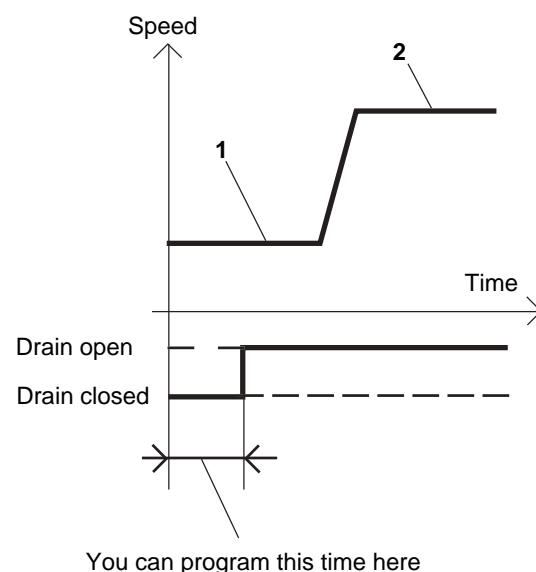 Speed
2
1
Time
Drain open
Drain closed
You can program this time here